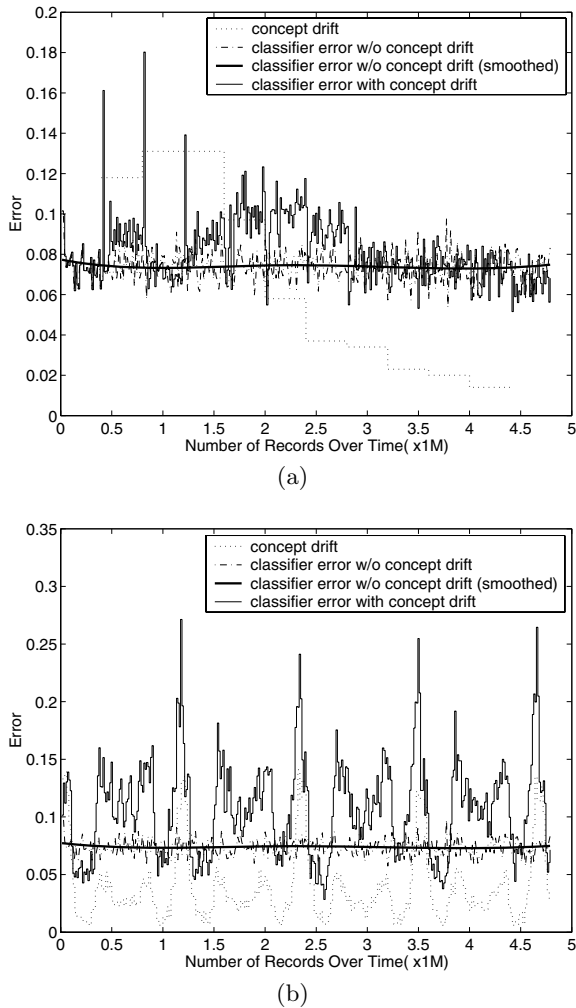 0.2
0.18
0.16
0.14
0.12
0.1
0.08
0.06
0.04
0.02
0
Error
concept drift
classifier error w/o concept drift
classifier error w/o concept drift (smoothed)
classifier error with concept drift
0 0.5 1 1.5 2 2.5 3 3.5 4 4.5 5
Number of Records Over Time( x1M)
(a)
0.35
0.3
0.25
0.2
0.15
0.1
0.05
0
Error
concept drift
classifier error w/o concept drift
classifier error w/o concept drift (smoothed)
classifier error with concept drift
0 0.5 1 1.5 2 2.5 3 3.5 4 4.5 5
Number of Records Over Time( x1M)
(b)